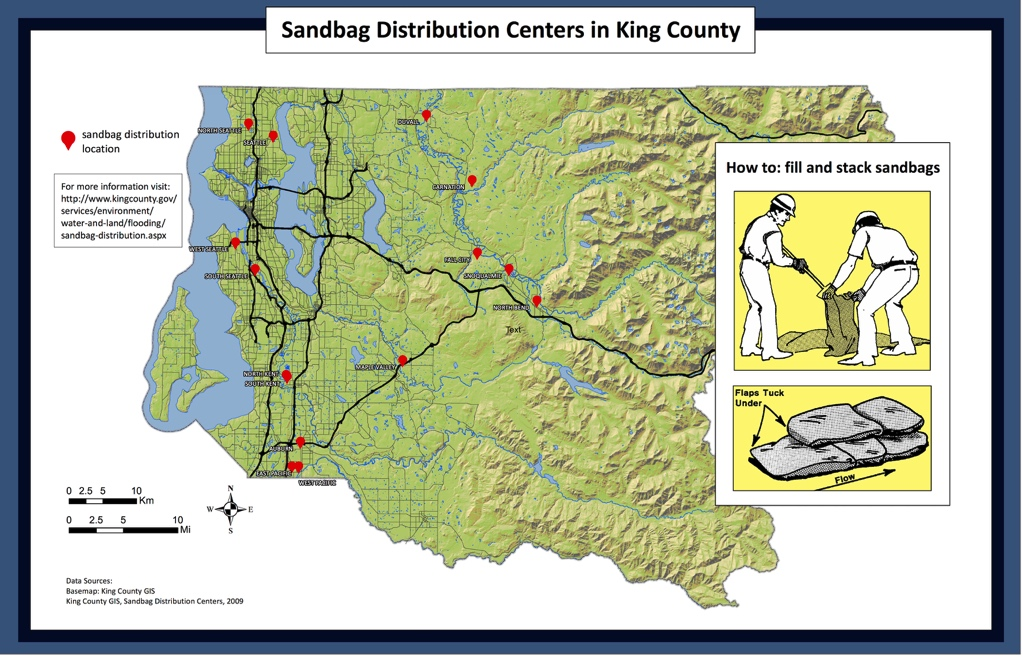 Sandbag Distribution Centers in King County
sandbag distribution
location
For more information visit:
http://www.kingcounty.gov/
services/environment/
water-and-land/flooding/
sandbag-distribution.aspx
NORTH SEATTLE
SEATTLE
DUVALL
CARNATION
WEST SEATTLE
SOUTH SEATTLE
FALL CITY
SNOQUALMIE
NORTH BEND
Text
MAPLE VALLEY
NORTH KENT
SOUTH KENT
AUBURN
EAST PACIFIC
WEST PACIFIC
How to: fill and stack sandbags
Flaps Tuck
Under
Flow
0 2.5 5 10
Km
0 2.5 5 10
Mi
N
W E
S
Data Sources:
Basemap: King County GIS
King County GIS, Sandbag Distribution Centers, 2009